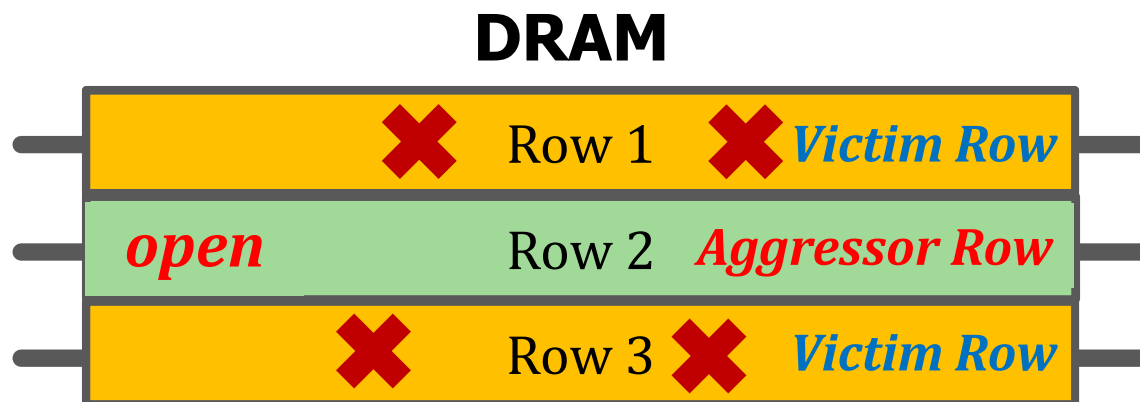 DRAM
Row 1 Victim Row
open Row 2 Aggressor Row
Row 3 Victim Row